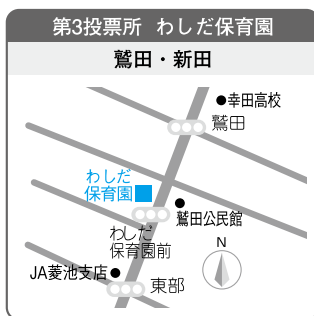 第3投票所 わしだ保育園
鷲田・新田
●幸田高校
鷲田
わしだ
保育園
鷲田公民館
わしだ
保育園前
N
JA菱池支店●
東部